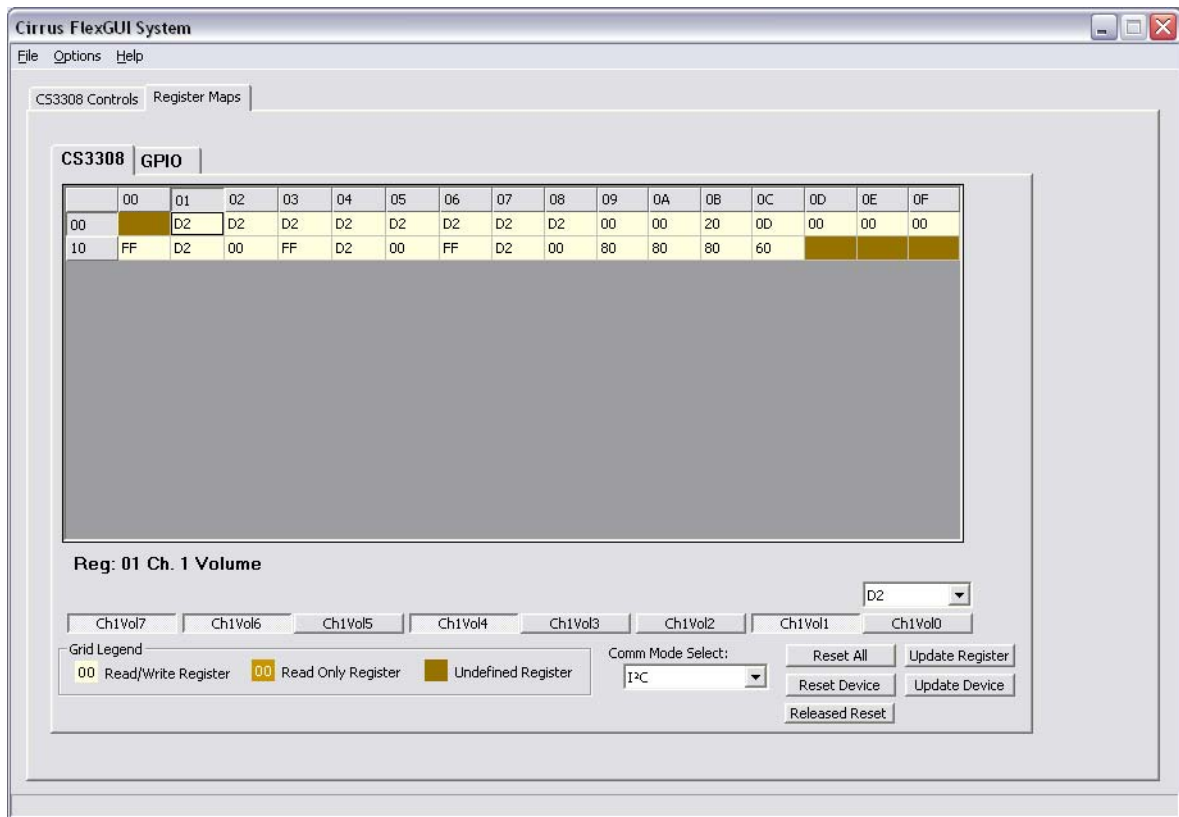 Cirrus FlexGUI System
File Options Help
CS3308 Controls Register Maps
CS3308 GPIO
00 01 02 03 04 05 06 07 08 09 0A 0B 0C 0D 0E 0F
00 D2 D2 D2 D2 D2 D2 D2 D2 00 00 20 0D 00 00 00
10 FF D2 00 FF D2 00 FF D2 00 80 80 80 60
Reg: 01 Ch. 1 Volume
D2
Ch1Vol7 Ch1Vol6 Ch1Vol5 Ch1Vol4 Ch1Vol3 Ch1Vol2 Ch1Vol1 Ch1Vol0
Grid Legend
00 Read/Write Register 00 Read Only Register Undefined Register
Comm Mode Select:
I²C
Reset All Update Register
Reset Device Update Device
Released Reset